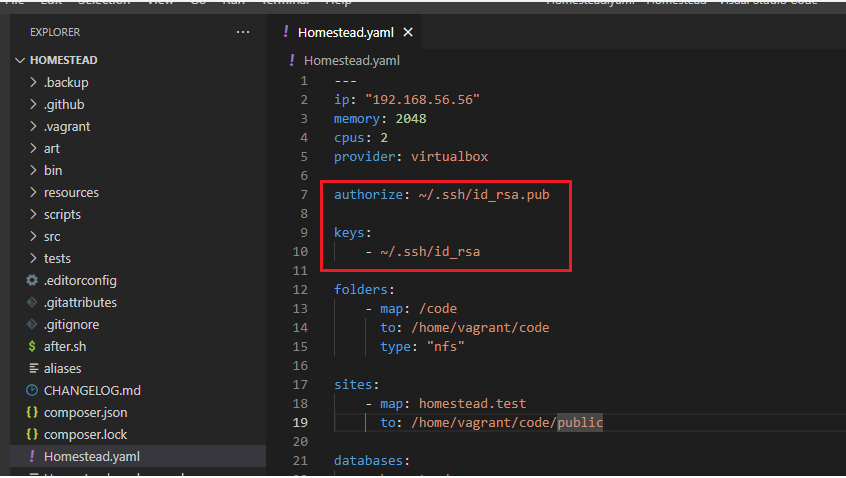 File Edit Selection View Go Run Terminal Help Homestead.yaml - Homestead - Visual Studio Code
EXPLORER ···
HOMESTEAD
.backup
.github
.vagrant
art
bin
resources
scripts
src
tests
.editorconfig
.gitattributes
.gitignore
$ after.sh
aliases
CHANGELOG.md
{} composer.json
{} composer.lock
! Homestead.yaml
! Homestead.yaml ×
! Homestead.yaml
1 ---
2 ip: "192.168.56.56"
3 memory: 2048
4 cpus: 2
5 provider: virtualbox
6
7 authorize: ~/.ssh/id_rsa.pub
8
9 keys:
10 - ~/.ssh/id_rsa
11
12 folders:
13 - map: /code
14 to: /home/vagrant/code
15 type: "nfs"
16
17 sites:
18 - map: homestead.test
19 to: /home/vagrant/code/public
20
21 databases: